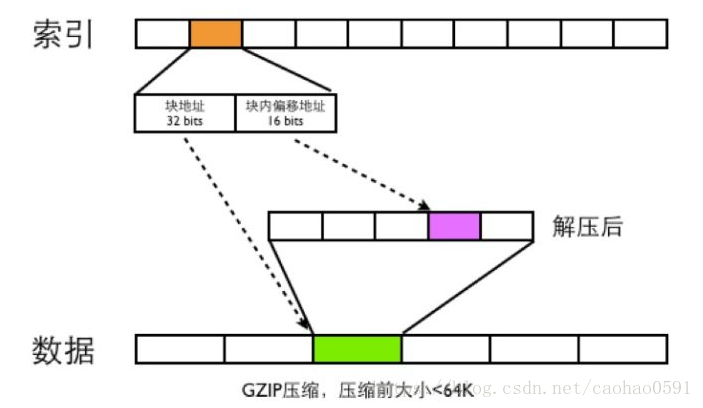 索引
块地址
32 bits
块内偏移地址
16 bits
解压后
数据
GZIP压缩，压缩前大小<64K
blog.csdn.net/caohao0591